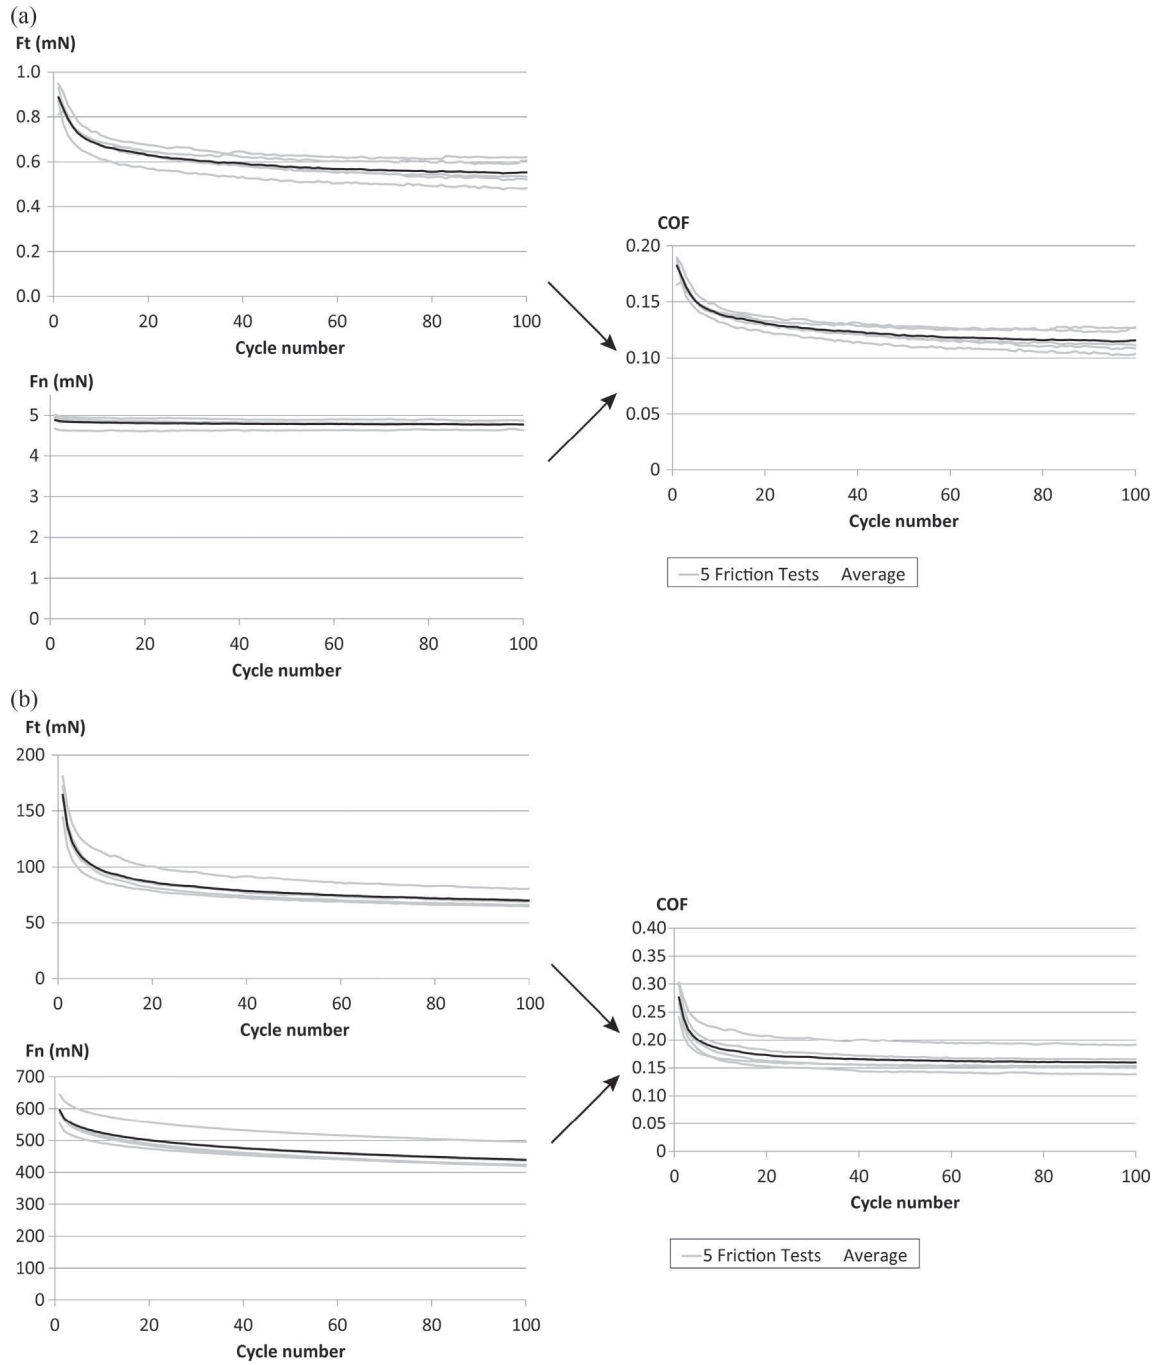 (a)
Ft (mN)
1.0
0.8
0.6
0.4
0.2
0.0
0 20 40 60 80 100
Cycle number
Fn (mN)
5
4
3
2
1
0
0 20 40 60 80 100
Cycle number
COF
0.20
0.15
0.10
0.05
0
0 20 40 60 80 100
Cycle number
5 Friction Tests Average
(b)
Ft (mN)
200
150
100
50
0
0 20 40 60 80 100
Cycle number
Fn (mN)
700
600
500
400
300
200
100
0
0 20 40 60 80 100
Cycle number
COF
0.40
0.35
0.30
0.25
0.20
0.15
0.10
0.05
0
0 20 40 60 80 100
Cycle number
5 Friction Tests Average